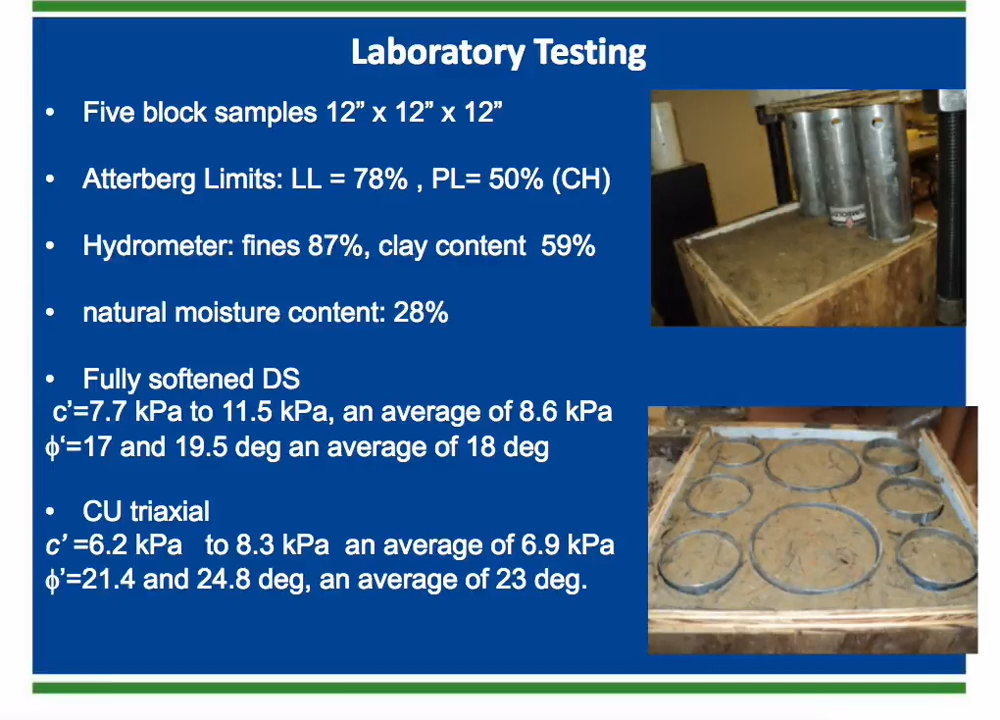 Laboratory Testing
• Five block samples 12” x 12” x 12”
• Atterberg Limits: LL = 78% , PL= 50% (CH)
• Hydrometer: fines 87%, clay content 59%
• natural moisture content: 28%
• Fully softened DS
c’=7.7 kPa to 11.5 kPa, an average of 8.6 kPa
ϕ‘=17 and 19.5 deg an average of 18 deg
• CU triaxial
c’ =6.2 kPa to 8.3 kPa an average of 6.9 kPa
ϕ’=21.4 and 24.8 deg, an average of 23 deg.